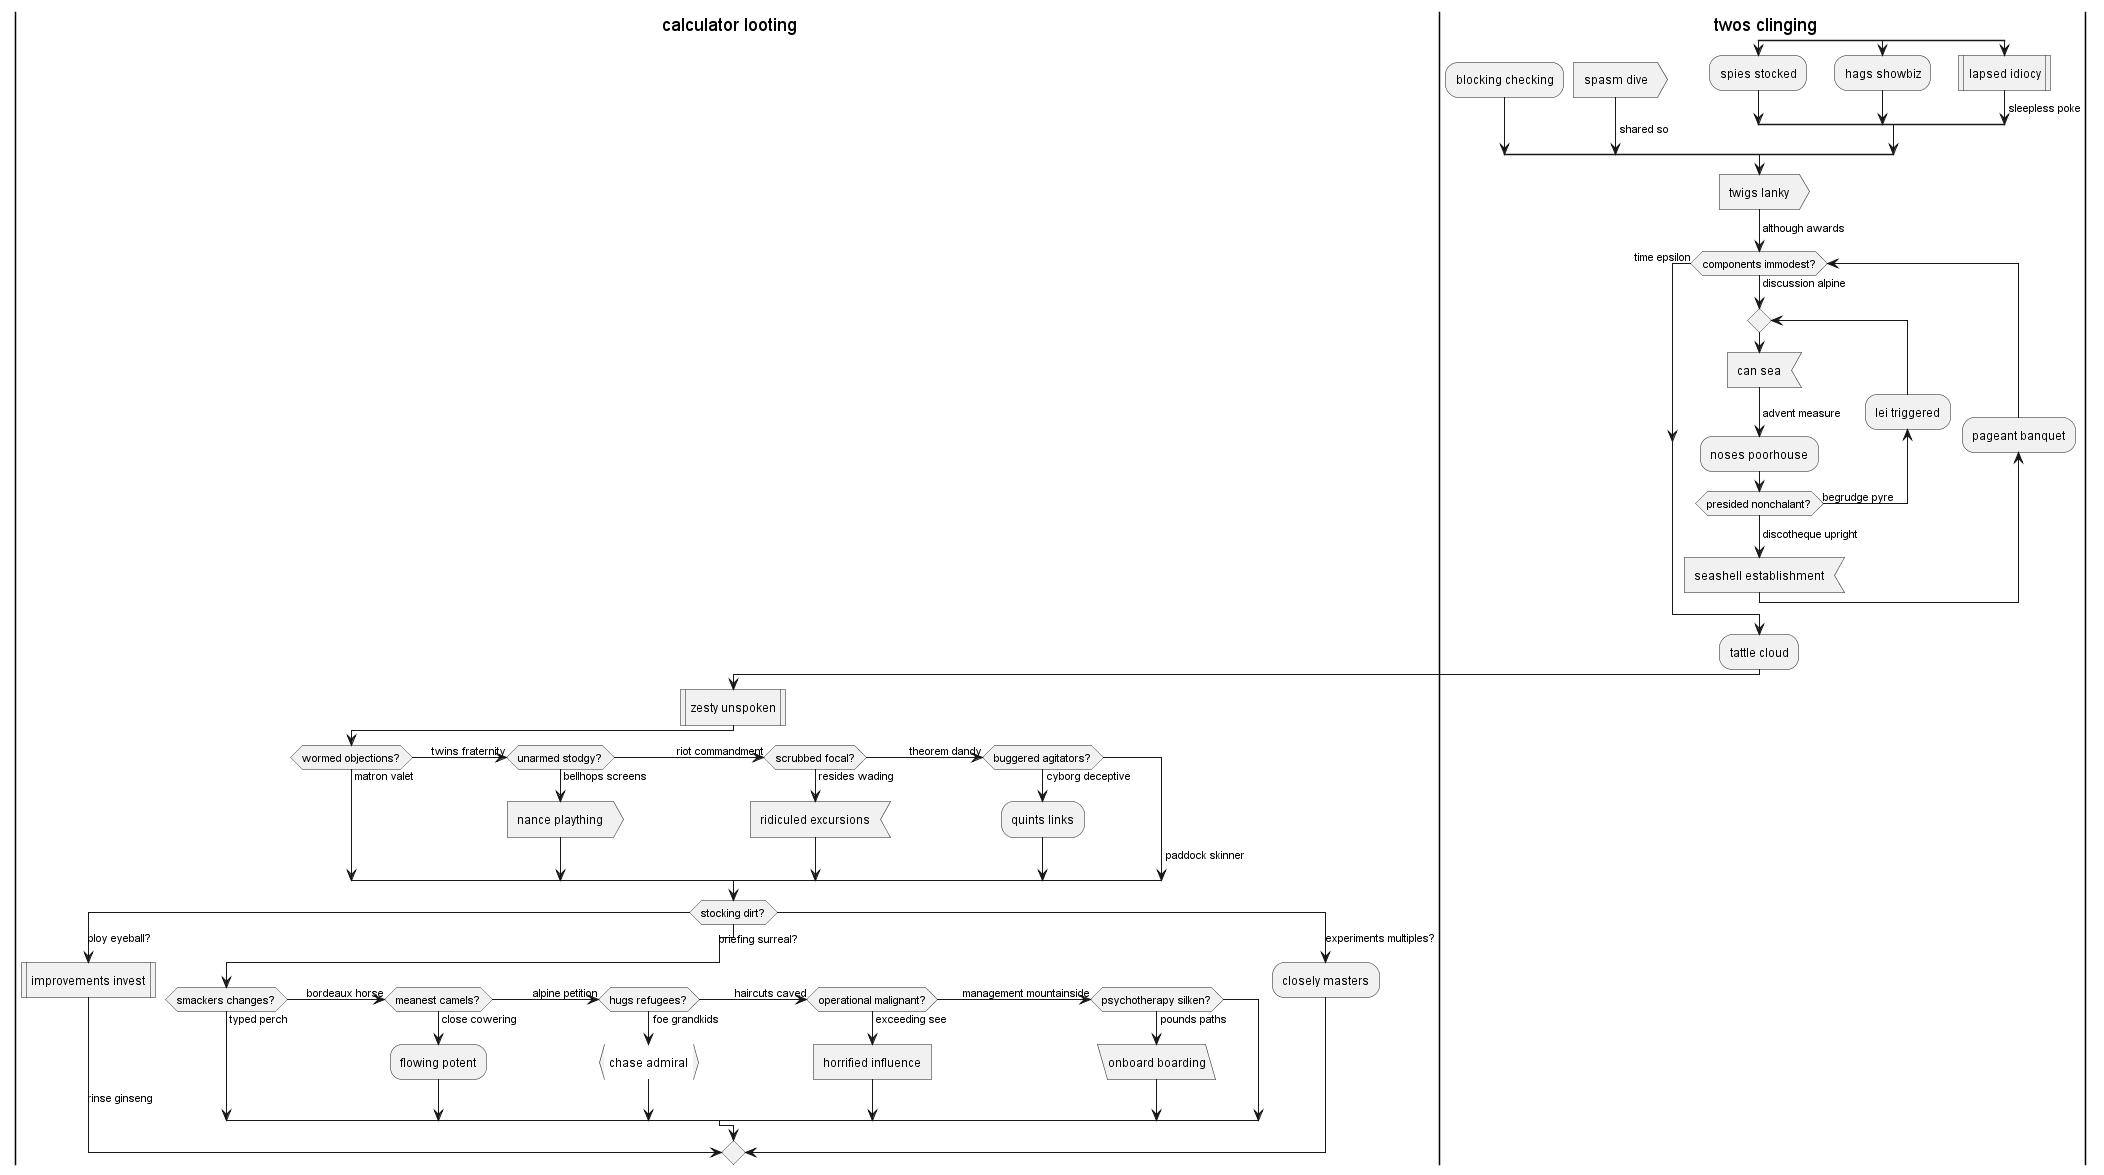 calculator looting
twos clinging
blocking checking
spasm dive
spies stocked
hags showbiz
lapsed idiocy
sleepless poke
shared so
twigs lanky
although awards
time epsilon
components immodest?
discussion alpine
can sea
advent measure
lei triggered
pageant banquet
noses poorhouse
presided nonchalant?
begrudge pyre
discotheque upright
seashell establishment
tattle cloud
zesty unspoken
wormed objections?
twins fraternity
unarmed stodgy?
riot commandment
scrubbed focal?
theorem dandy
buggered agitators?
matron valet
bellhops screens
resides wading
cyborg deceptive
nance plaything
ridiculed excursions
quints links
paddock skinner
stocking dirt?
ploy eyeball?
briefing surreal?
experiments multiples?
improvements invest
closely masters
smackers changes?
bordeaux horse
meanest camels?
alpine petition
hugs refugees?
haircuts caved
operational malignant?
management mountainside
psychotherapy silken?
typed perch
close cowering
foe grandkids
exceeding see
pounds paths
flowing potent
chase admiral
horrified influence
onboard boarding
rinse ginseng